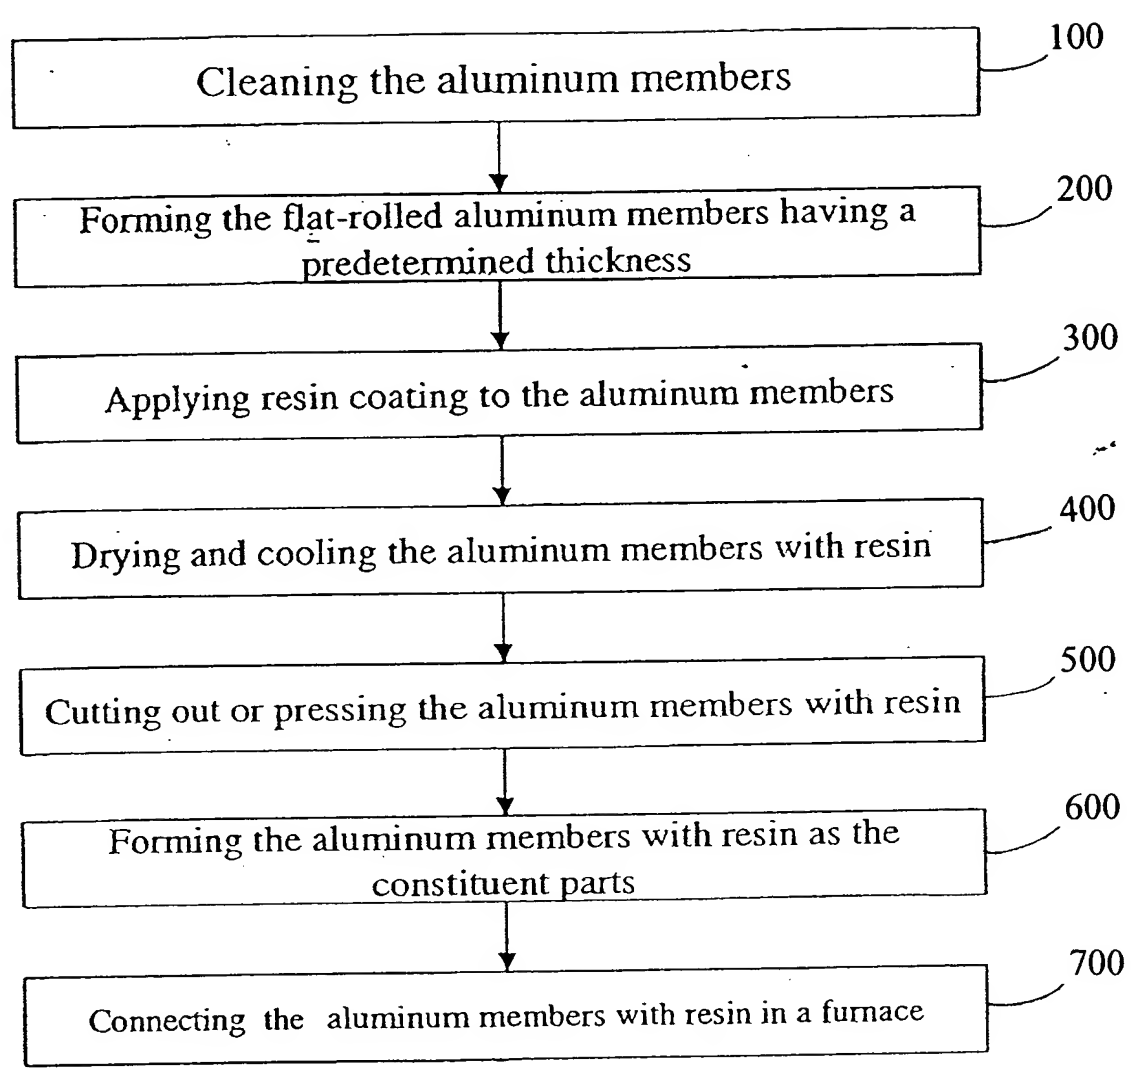 Cleaning the aluminum members
100
Forming the flat-rolled aluminum members having a
predetermined thickness
200
Applying resin coating to the aluminum members
300
Drying and cooling the aluminum members with resin
400
Cutting out or pressing the aluminum members with resin
500
Forming the aluminum members with resin as the
constituent parts
600
Connecting the aluminum members with resin in a furnace
700